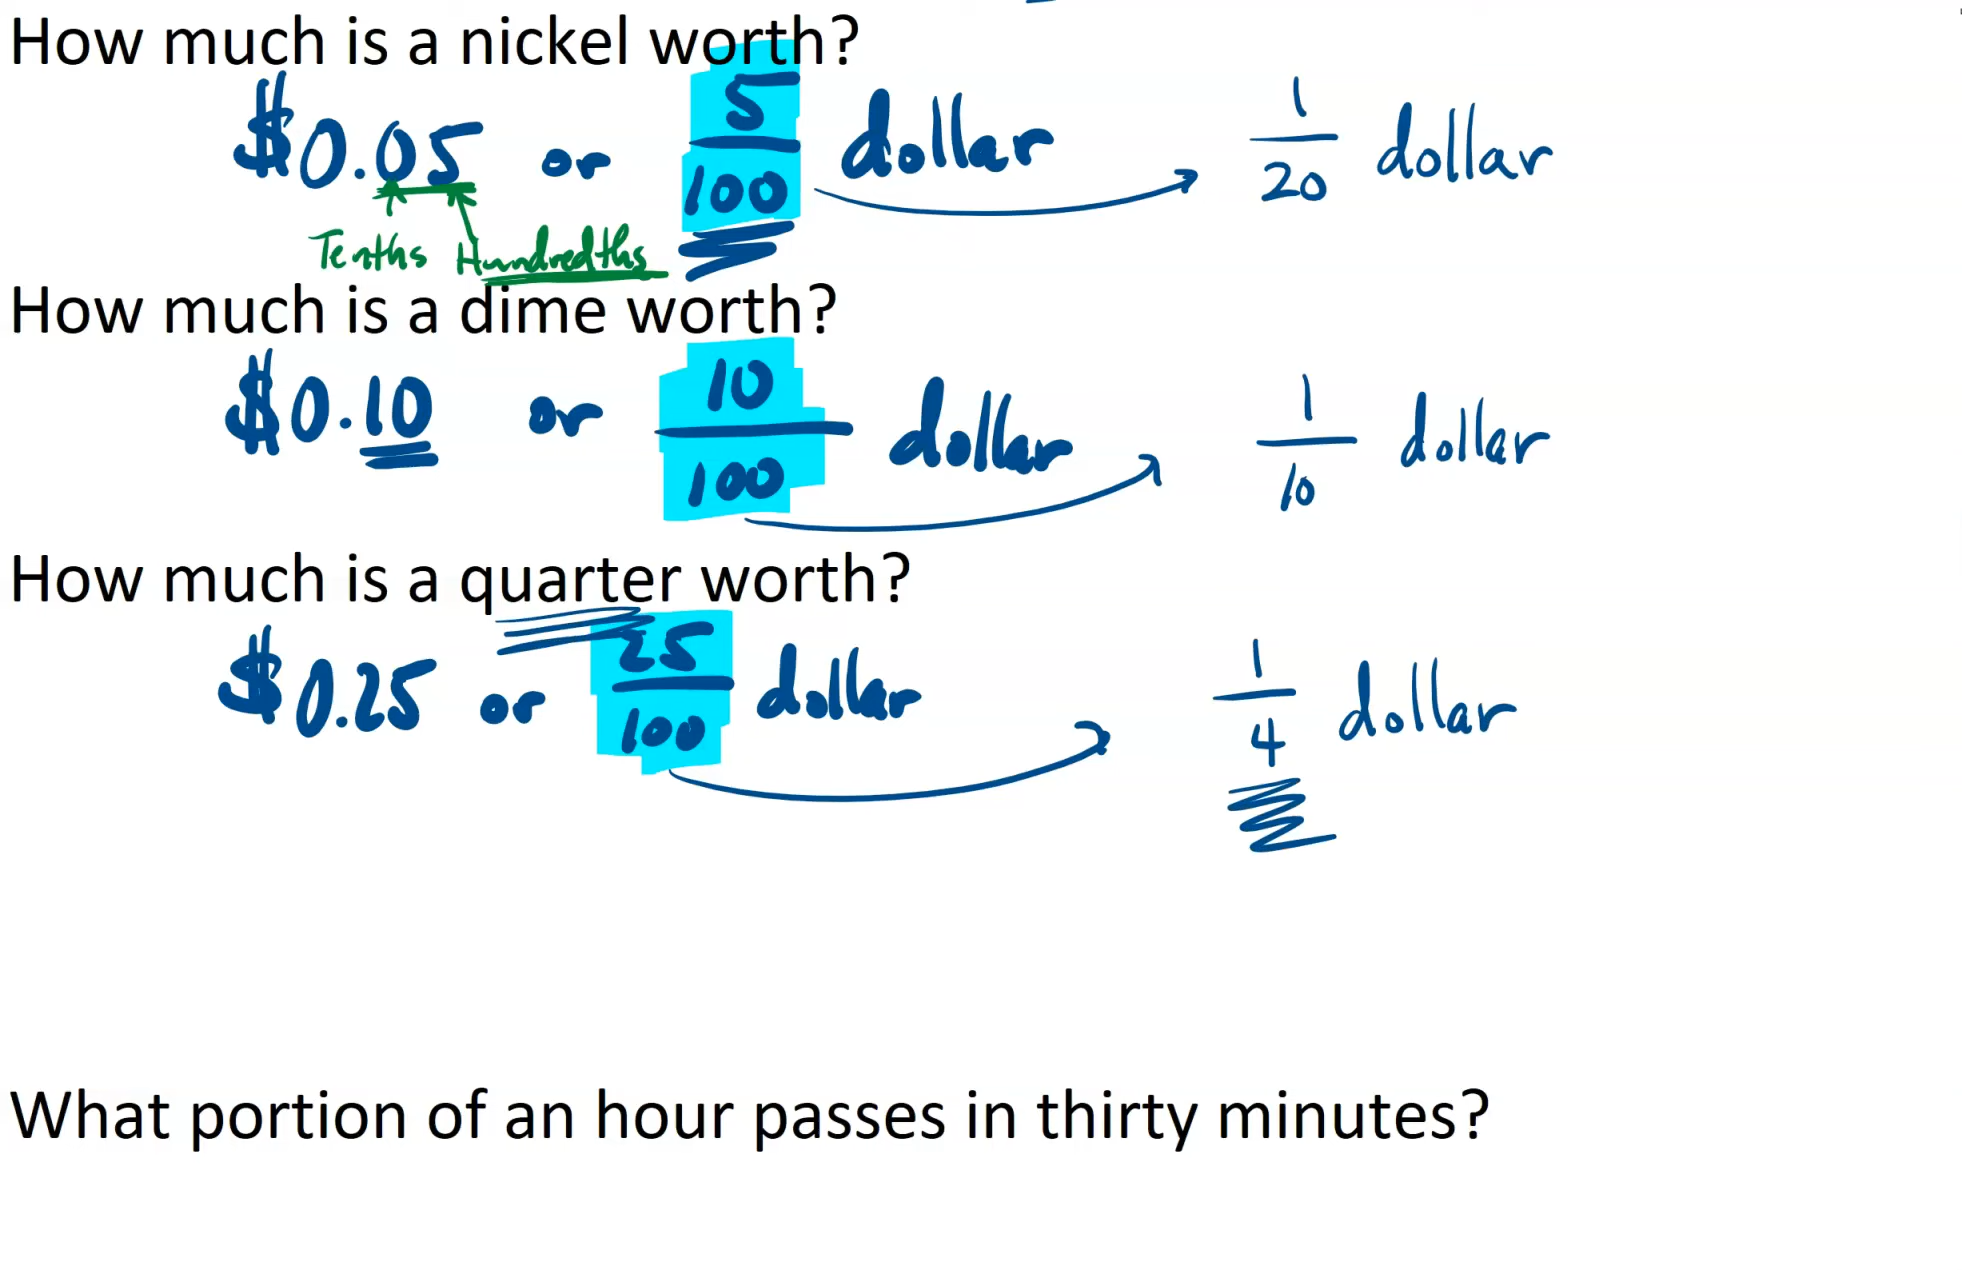 How much is a nickel worth?
$0.05 or 5/100 dollar 1/20 dollar
Tenths Hundredths
How much is a dime worth?
$0.10 or 10/100 dollar 1/10 dollar
How much is a quarter worth?
$0.25 or 25/100 dollar 1/4 dollar
What portion of an hour passes in thirty minutes?